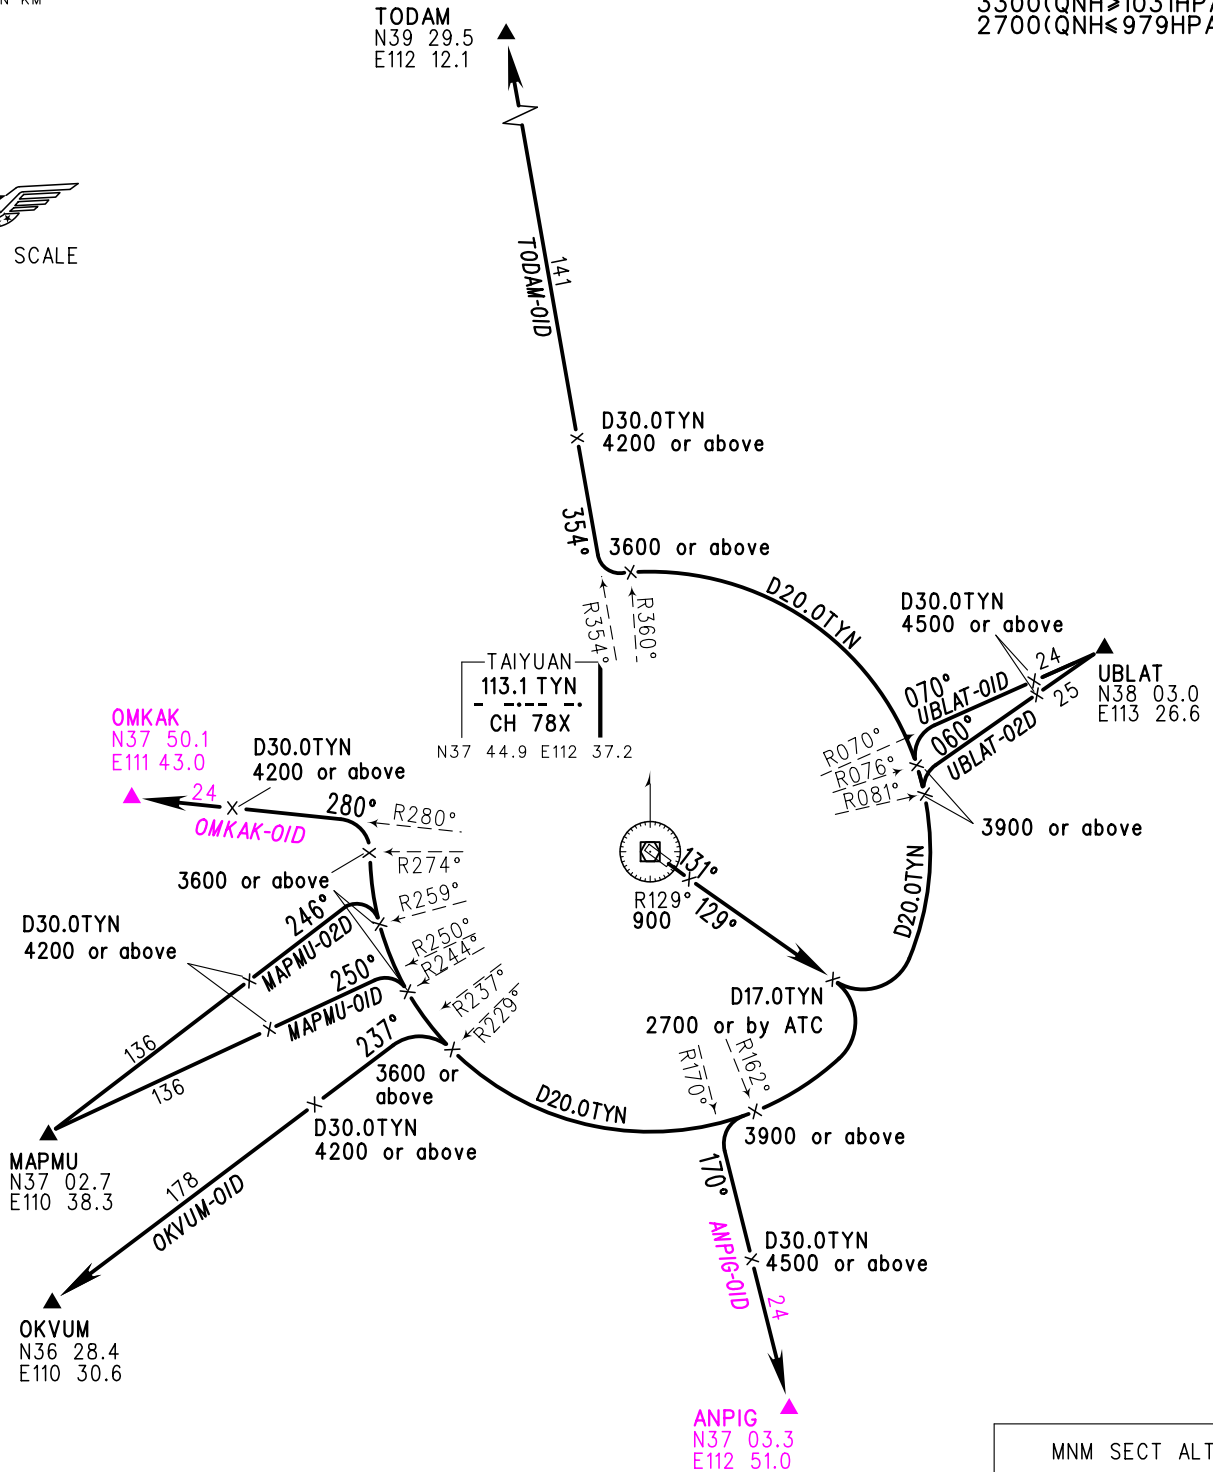 TODAM
N39 29.5
E112 12.1
2700(QNH≤979HPA
SCALE
141
TODAM-01D
D30.0TYN
4200 or above
354°
3600 or above
R354°
R360°
D20.0TYN
D30.0TYN
4500 or above
24
25
UBLAT
N38 03.0
E113 26.6
070°
UBLAT-01D
060°
UBLAT-02D
R070°
R076°
R081°
3900 or above
TAIYUAN
113.1 TYN
CH 78X
N37 44.9 E112 37.2
OMKAK
N37 50.1
E111 43.0
D30.0TYN
4200 or above
24
OMKAK-01D
280°
R280°
R274°
3600 or above
R259°
246°
MAPMU-02D
D30.0TYN
4200 or above
R250°
R244°
250°
MAPMU-01D
R237°
R229°
237°
131°
R129°
900
129°
D20.0TYN
D17.0TYN
2700 or by ATC
R170°
R162°
136
136
3600 or
above
D20.0TYN
D30.0TYN
4200 or above
3900 or above
MAPMU
N37 02.7
E110 38.3
178
OKVUM-01D
170°
ANPIG-01D
D30.0TYN
4500 or above
24
OKVUM
N36 28.4
E110 30.6
ANPIG
N37 03.3
E112 51.0
MNM SECT ALT